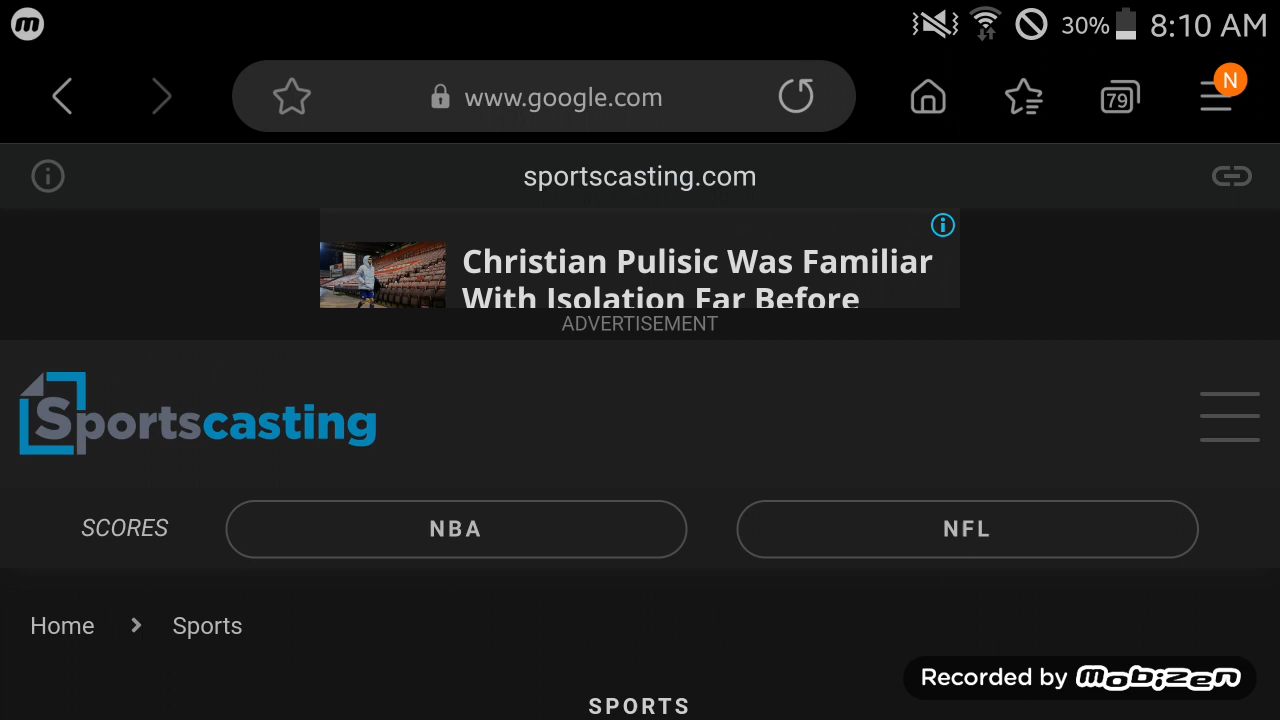 m
30% 8:10 AM
www.google.com
79
N
sportscasting.com
Christian Pulisic Was Familiar
With Isolation Far Before
ADVERTISEMENT
Sportscasting
SCORES NBA NFL
Home > Sports
Recorded by mobizen
SPORTS